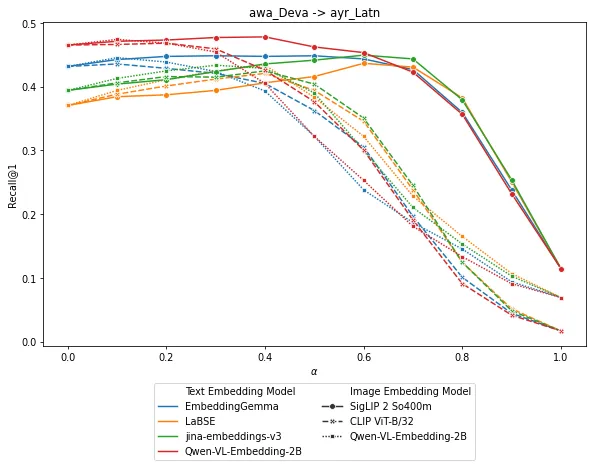 awa_Deva -> ayr_Latn
Recall@1
0.5
0.4
0.3
0.2
0.1
0.0
0.0 0.2 0.4 0.6 0.8 1.0
α
Text Embedding Model
EmbeddingGemma
LaBSE
jina-embeddings-v3
Qwen-VL-Embedding-2B
Image Embedding Model
SigLIP 2 So400m
CLIP ViT-B/32
Qwen-VL-Embedding-2B